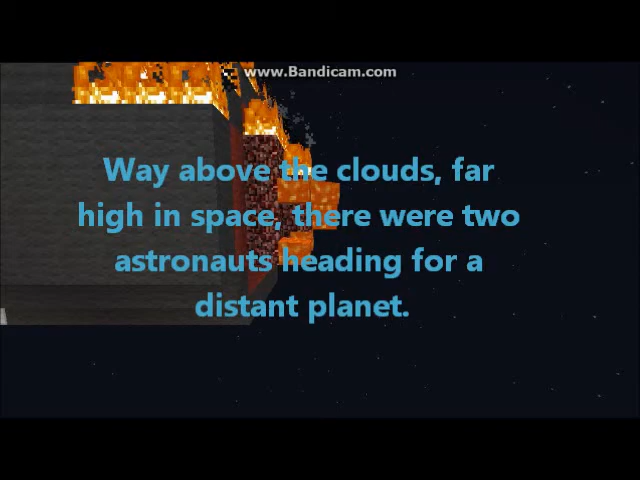 www.Bandicam.com
Way above the clouds, far
high in space, there were two
astronauts heading for a
distant planet.